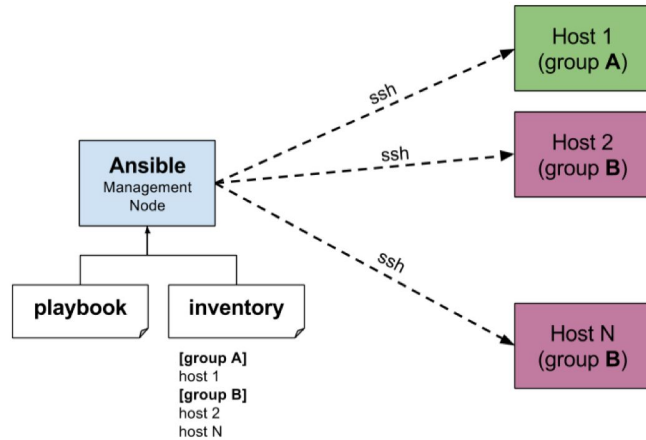 Host 1
(group A)
ssh
Host 2
(group B)
ssh
Ansible
Management
Node
ssh
playbook
inventory
Host N
(group B)
[group A]
host 1
[group B]
host 2
host N